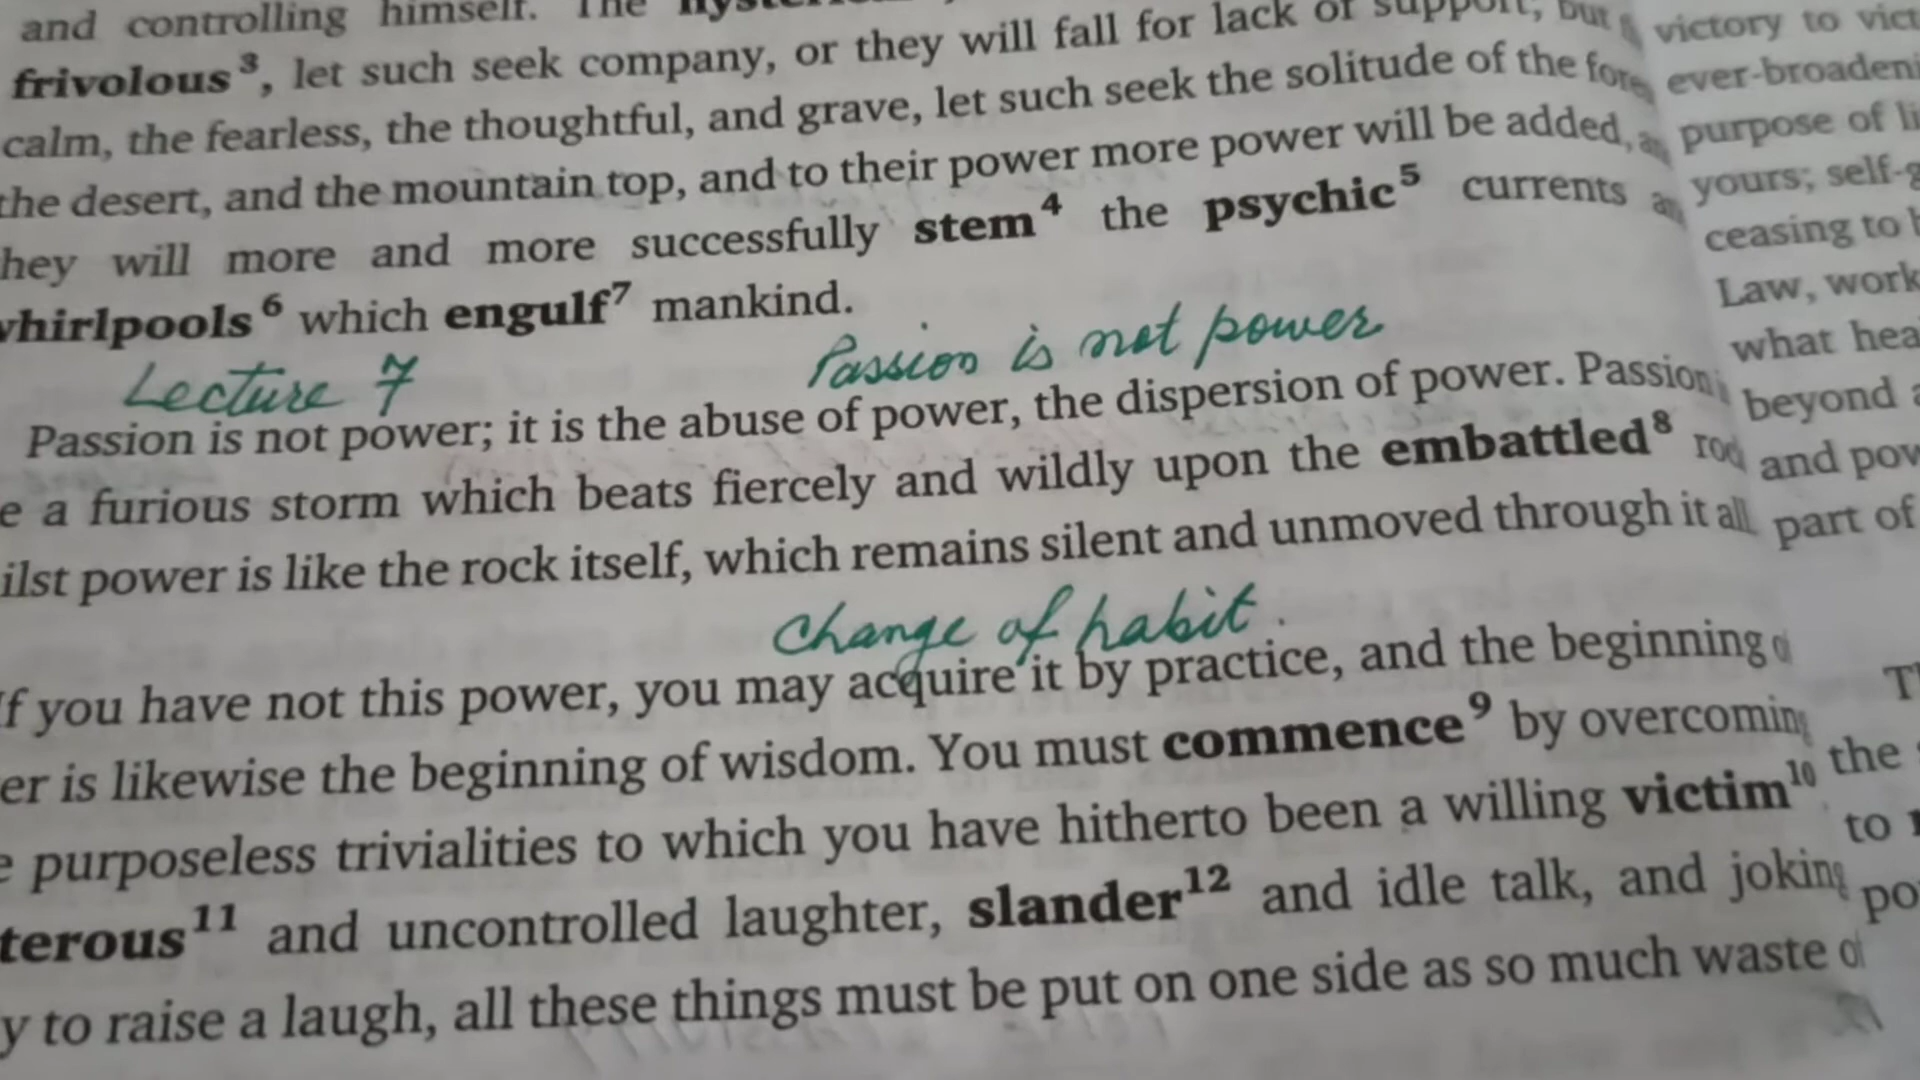 and controlling himself. The
frivolous³, let such seek company, or they will fall for lack of support; but
calm, the fearless, the thoughtful, and grave, let such seek the solitude of the
the desert, and the mountain top, and to their power more power will be added,
they will more and more successfully stem⁴ the psychic⁵ currents
whirlpools⁶ which engulf⁷ mankind.
Lecture 7 Passion is not power
Passion is not power; it is the abuse of power, the dispersion of power. Passion
a furious storm which beats fiercely and wildly upon the embattled⁸
ilst power is like the rock itself, which remains silent and unmoved through it all
Change of habit.
If you have not this power, you may acquire it by practice, and the beginning
er is likewise the beginning of wisdom. You must commence⁹ by overcoming
purposeless trivialities to which you have hitherto been a willing victim¹⁰
terous¹¹ and uncontrolled laughter, slander¹² and idle talk, and joking
y to raise a laugh, all these things must be put on one side as so much waste
victory to vict
ever-broadeni
purpose of li
yours; self-g
ceasing to b
Law, work
what hea
beyond a
and pow
part of
the
to
po